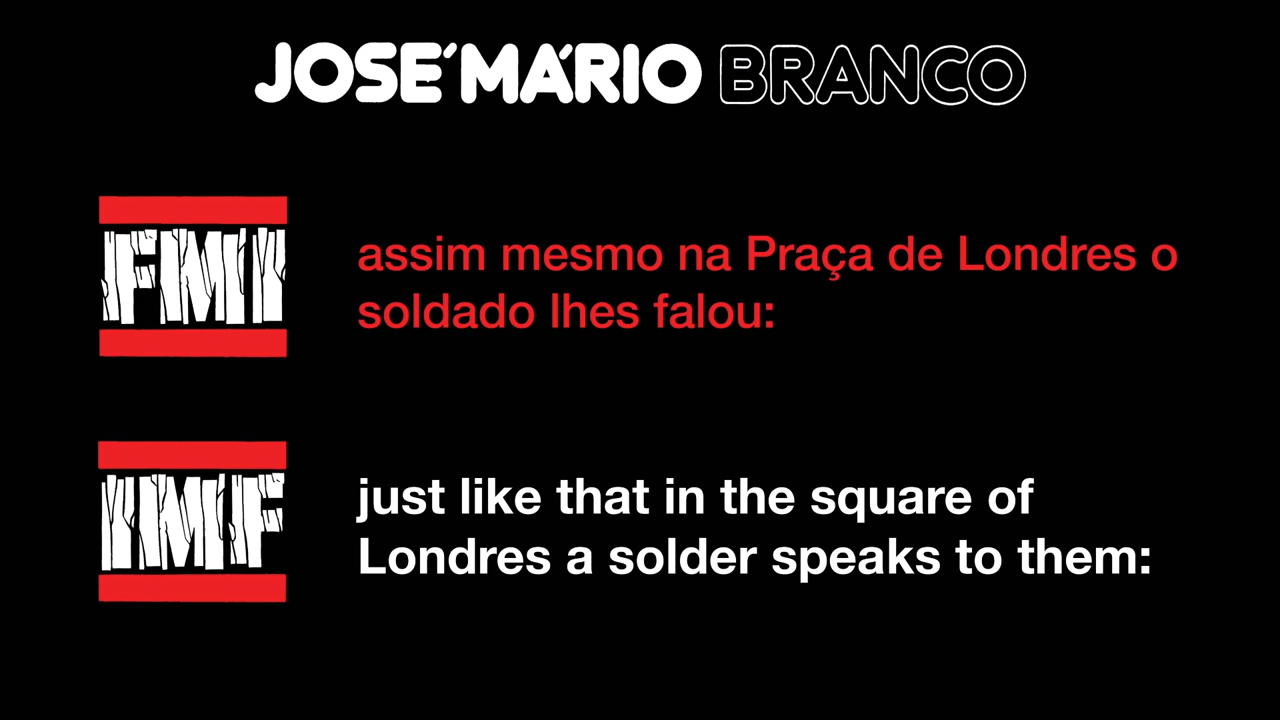 JOSÉ MÁRIO BRANCO
FMI
assim mesmo na Praça de Londres o
soldado lhes falou:
IMF
just like that in the square of
Londres a solder speaks to them: